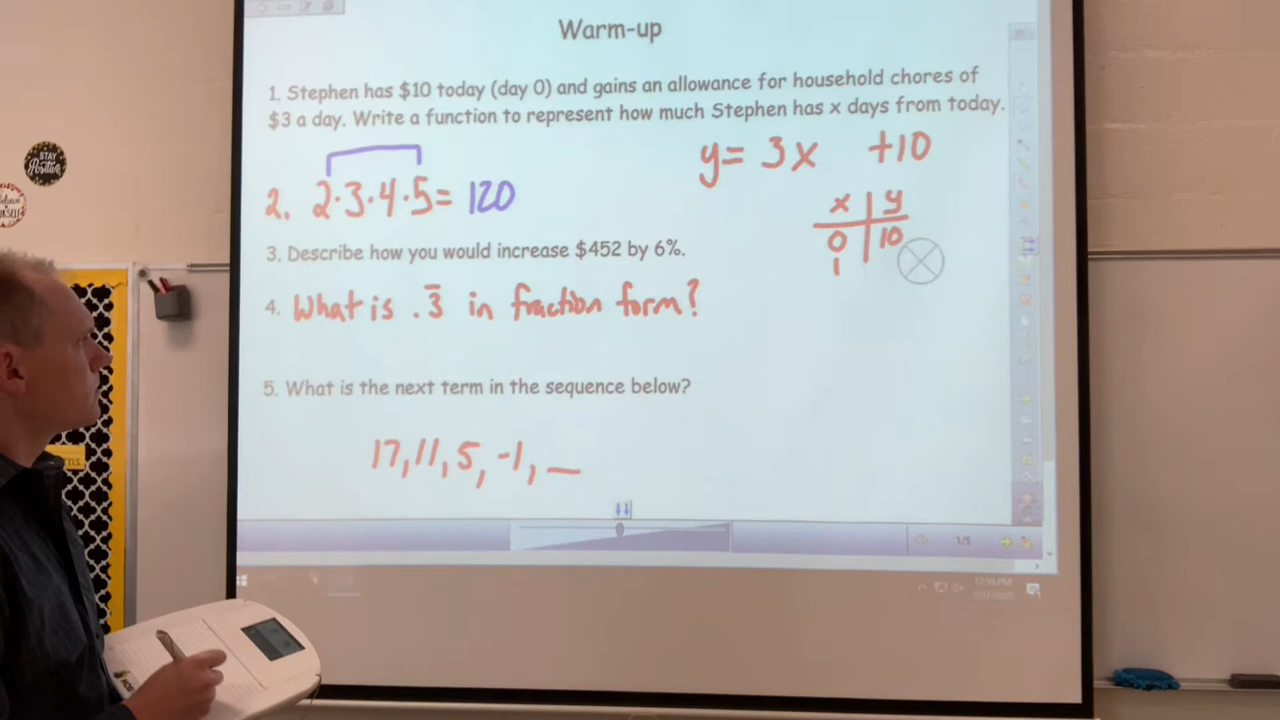 Warm-up
1. Stephen has $10 today (day 0) and gains an allowance for household chores of
$3 a day. Write a function to represent how much Stephen has x days from today.
y= 3x +10
x y
0 10
1
2. 2·3·4·5= 120
3. Describe how you would increase $452 by 6%.
4. What is .3̅ in fraction form?
5. What is the next term in the sequence below?
17, 11, 5, -1, __
1/5
STAY
Positive